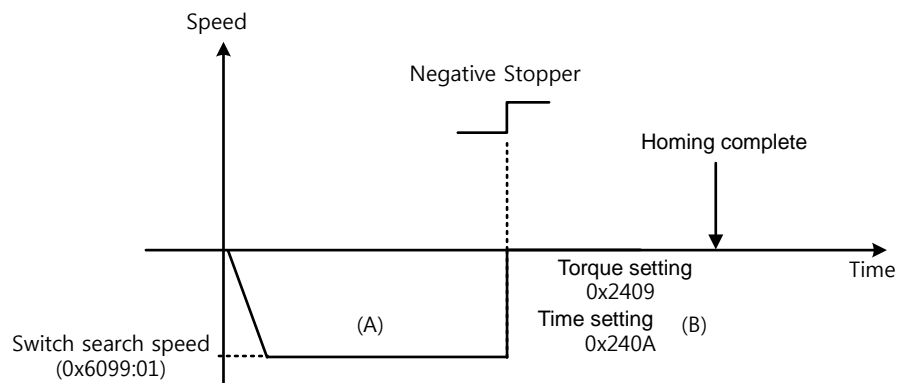 Speed
Negative Stopper
Homing complete
Time
Torque setting
0x2409
(A)
Time setting
(B)
0x240A
Switch search speed
(0x6099:01)